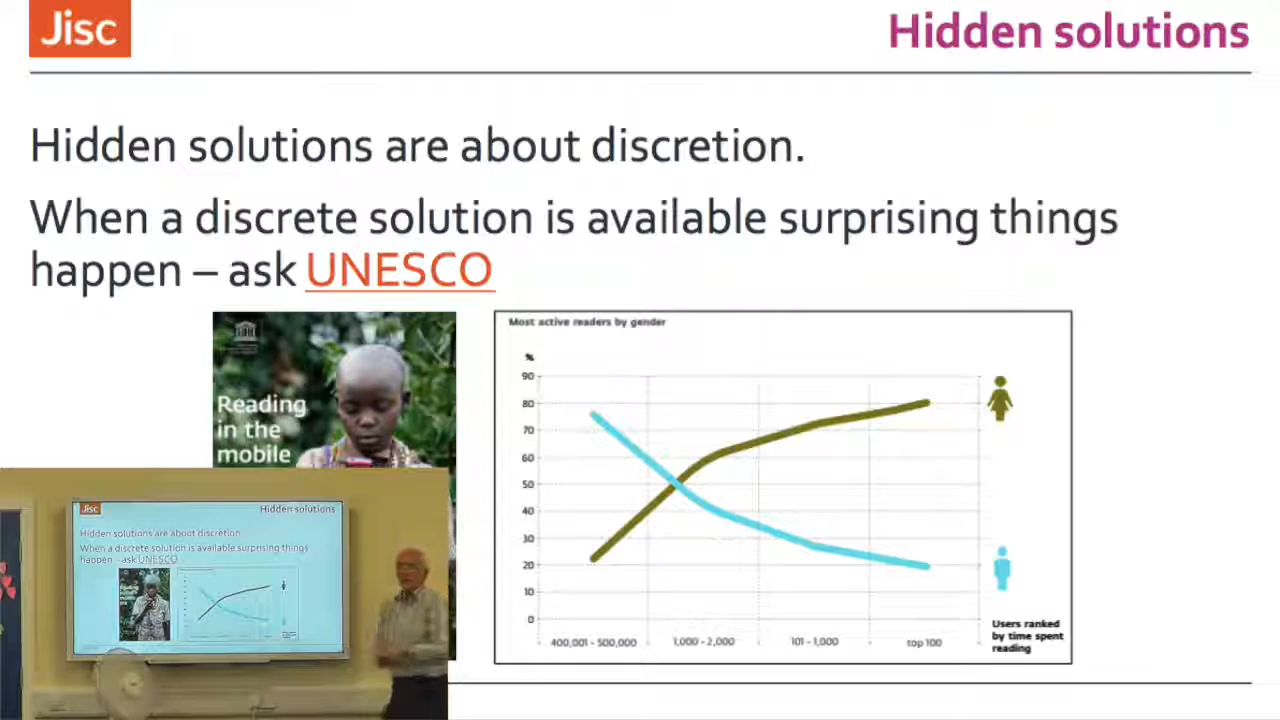 Jisc
Hidden solutions
Hidden solutions are about discretion.
When a discrete solution is available surprising things
happen – ask UNESCO
Reading
in the
mobile
Most active readers by gender
%
90
80
70
60
50
40
30
20
10
0
400,001 - 500,000
1,000 - 2,000
101 - 1,000
top 100
Users ranked
by time spent
reading
Jisc
Hidden solutions
Hidden solutions are about discretion.
When a discrete solution is available surprising things
happen – ask UNESCO